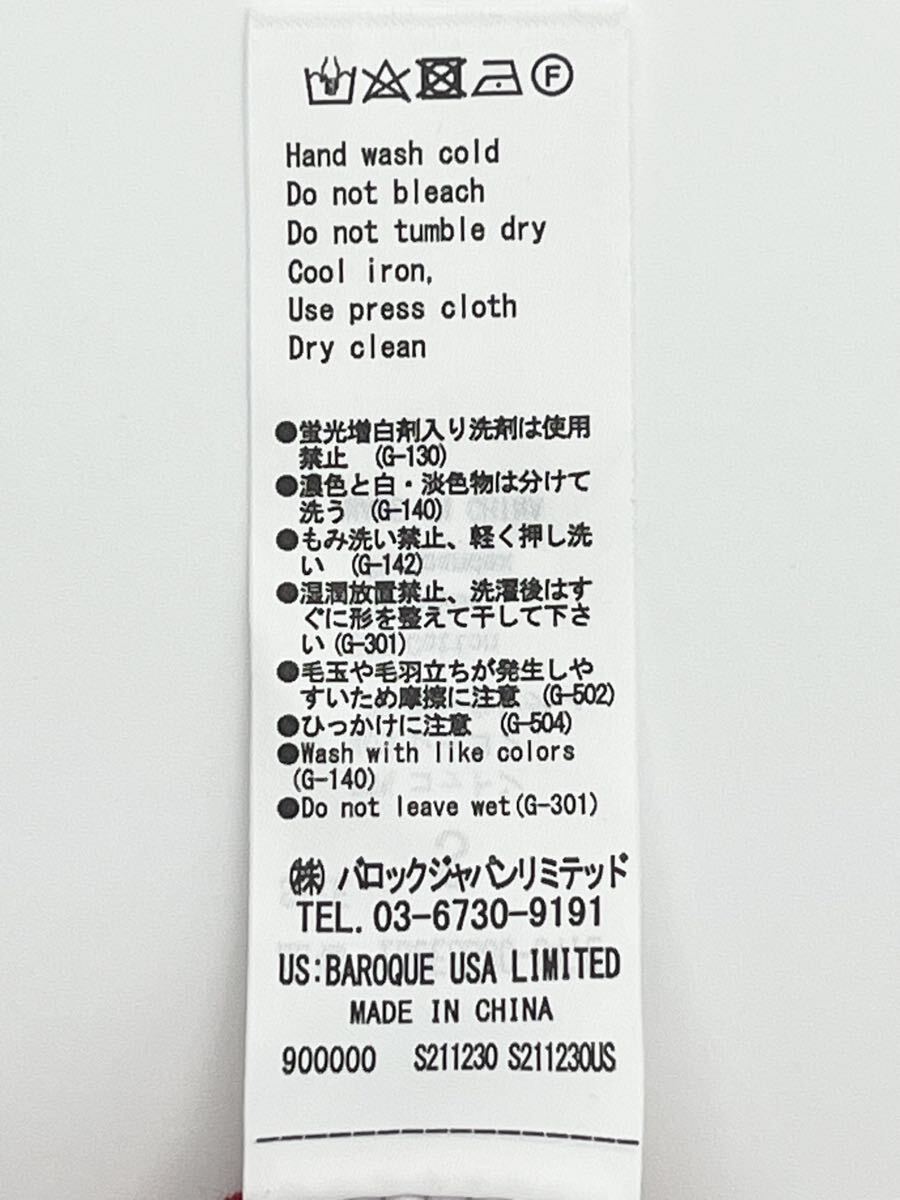 F
Hand wash cold
Do not bleach
Do not tumble dry
Cool iron,
Use press cloth
Dry clean
●蛍光増白剤入り洗剤は使用
禁止 (G-130)
●濃色と白・淡色物は分けて
洗う (G-140)
●もみ洗い禁止、軽く押し洗
い (G-142)
●湿潤放置禁止、洗濯後はす
ぐに形を整えて干して下さ
い(G-301)
●毛玉や毛羽立ちが発生しや
すいため摩擦に注意 (G-502)
●ひっかけに注意 (G-504)
●Wash with like colors
(G-140)
●Do not leave wet(G-301)
(株) バロックジャパンリミテッド
TEL. 03-6730-9191
US:BAROQUE USA LIMITED
MADE IN CHINA
900000 S211230 S211230US